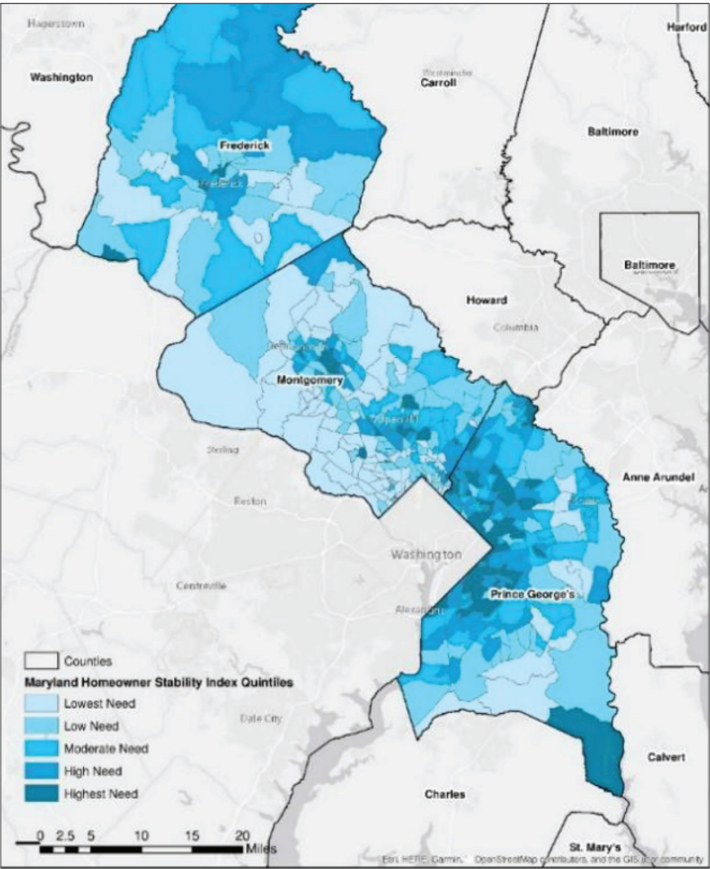 Hagerstown
Harford
Washington
Westminster
Carroll
Baltimore
Frederick
Frederick
Baltimore
Howard
Columbia
Montgomery
Sterling
Anne Arundel
Reston
Washington
Centreville
Prince George's
Counties
Maryland Homeowner Stability Index Quintiles
Lowest Need
Low Need
Dale City
Moderate Need
High Need
Calvert
Highest Need
Charles
0 2.5 5 10 15 20
Miles
St. Mary's
Esri, HERE, Garmin, OpenStreetMap contributors, and the GIS user community